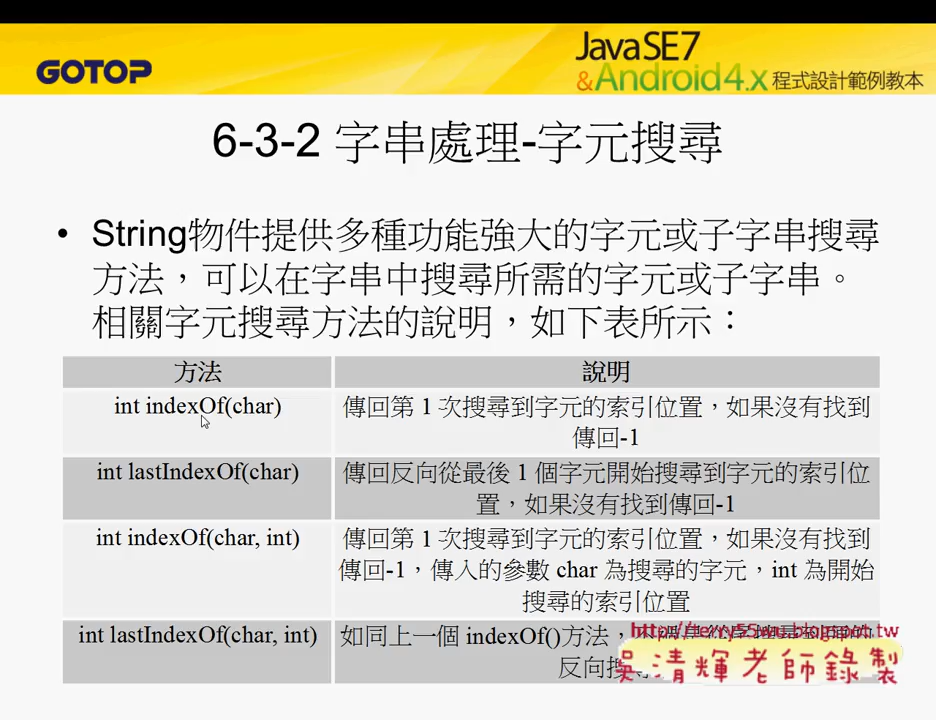 GOTOP
JavaSE7
&Android4.x 程式設計範例教本
6-3-2 字串處理-字元搜尋
• String物件提供多種功能強大的字元或子字串搜尋
方法，可以在字串中搜尋所需的字元或子字串。
相關字元搜尋方法的說明，如下表所示：
方法
說明
int indexOf(char)
傳回第 1 次搜尋到字元的索引位置，如果沒有找到
傳回-1
int lastIndexOf(char)
傳回反向從最後 1 個字元開始搜尋到字元的索引位
置，如果沒有找到傳回-1
int indexOf(char, int)
傳回第 1 次搜尋到字元的索引位置，如果沒有找到
傳回-1，傳入的參數 char 為搜尋的字元，int 為開始
搜尋的索引位置
int lastIndexOf(char, int)
如同上一個 indexOf()方法，
反向搜
http://terry55wu.blogspot.tw
吳清輝老師錄製